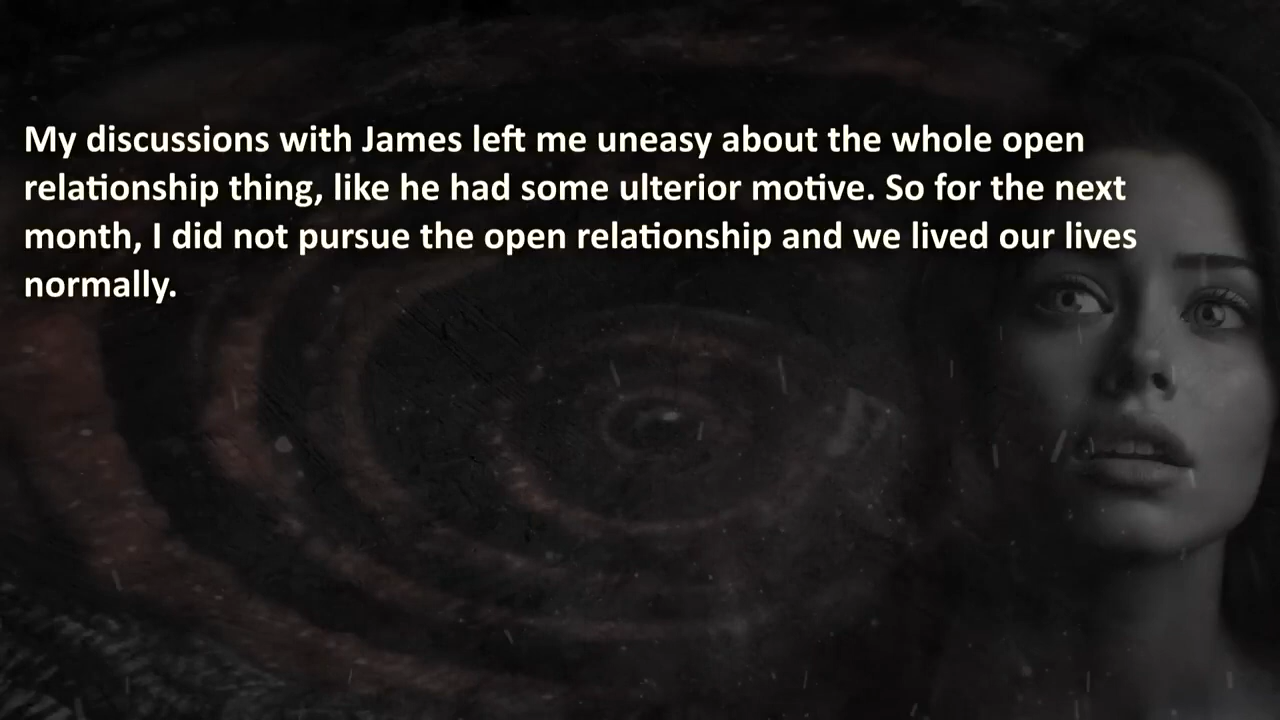 My discussions with James left me uneasy about the whole open
relationship thing, like he had some ulterior motive. So for the next
month, I did not pursue the open relationship and we lived our lives
normally.